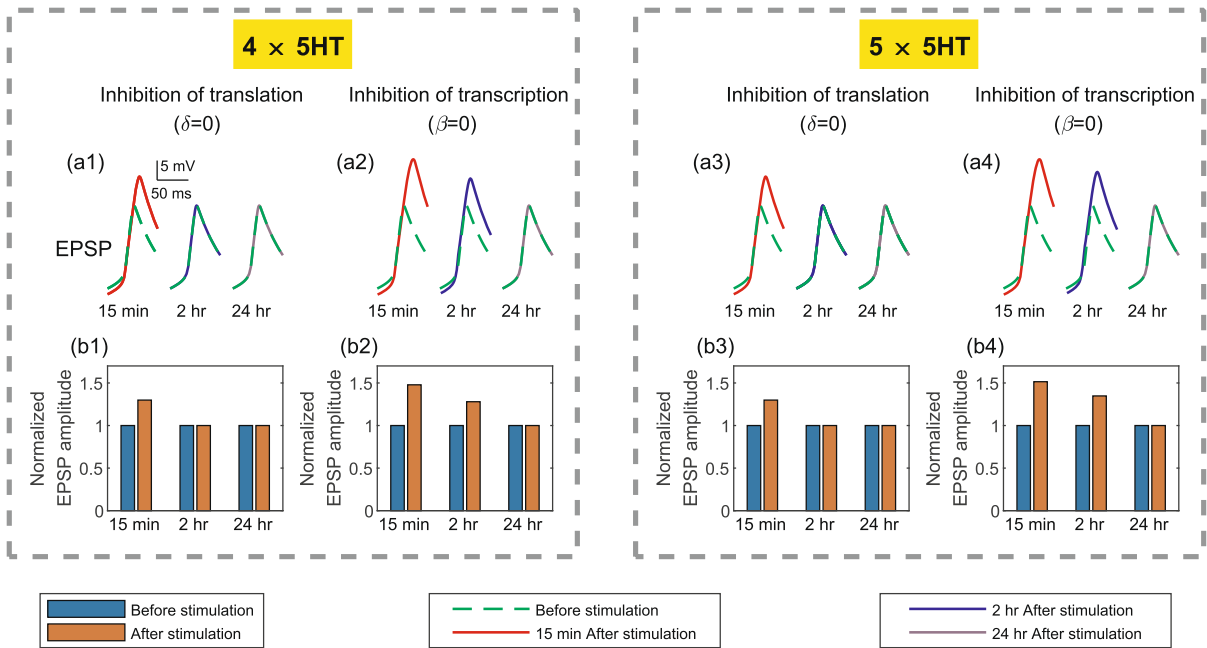 4 × 5HT
Inhibition of translation
(δ=0)
Inhibition of transcription
(β=0)
(a1)
5 mV
50 ms
(a2)
EPSP
15 min
2 hr
24 hr
15 min
2 hr
24 hr
(b1)
Normalized
EPSP amplitude
1.5
1
0.5
0
15 min
2 hr
24 hr
(b2)
Normalized
EPSP amplitude
1.5
1
0.5
0
15 min
2 hr
24 hr
5 × 5HT
Inhibition of translation
(δ=0)
Inhibition of transcription
(β=0)
(a3)
(a4)
15 min
2 hr
24 hr
15 min
2 hr
24 hr
(b3)
Normalized
EPSP amplitude
1.5
1
0.5
0
15 min
2 hr
24 hr
(b4)
Normalized
EPSP amplitude
1.5
1
0.5
0
15 min
2 hr
24 hr
Before stimulation
After stimulation
Before stimulation
15 min After stimulation
2 hr After stimulation
24 hr After stimulation